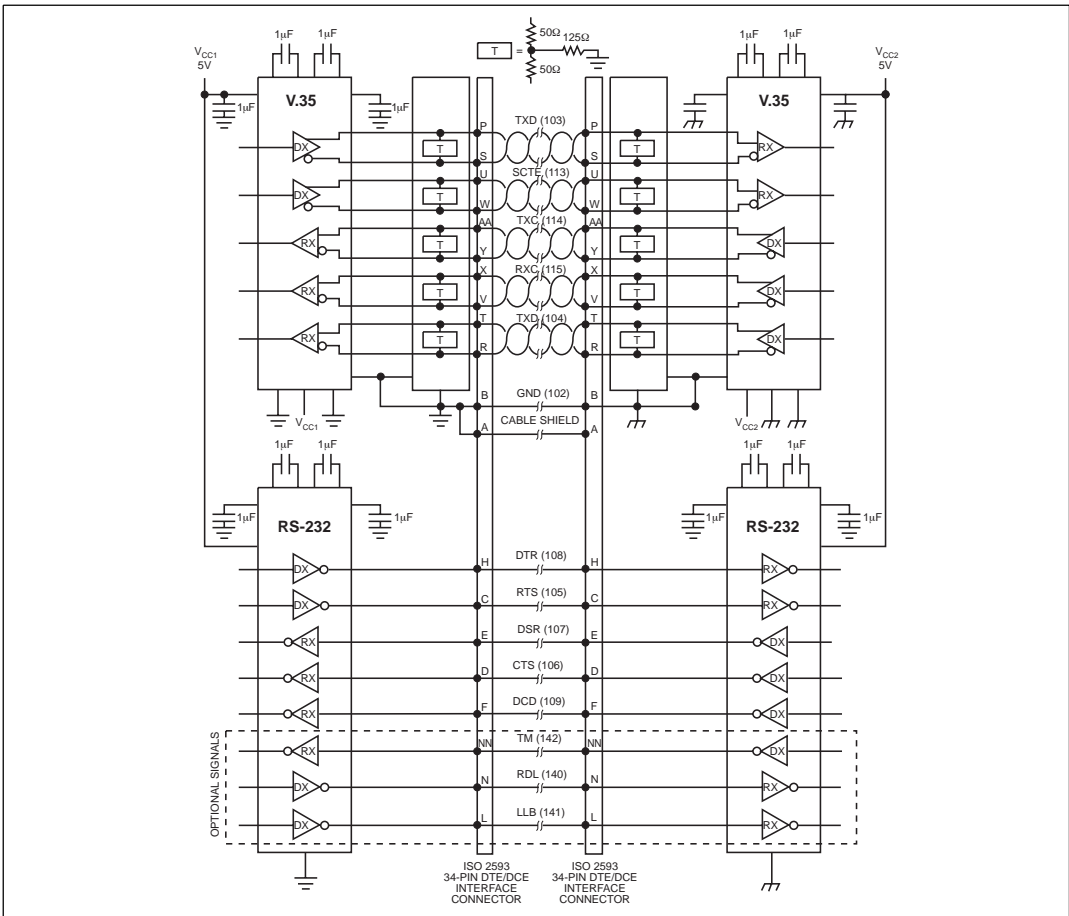 50Ω
125Ω
T =
50Ω
1µF 1µF
VCC1
5V
V.35
1µF 1µF
1µF 1µF
VCC2
5V
V.35
DX P TXD (103) P RX
T S S T
DX U SCTE (113) U RX
T W W T
RX AA TXC (114) AA DX
T Y Y T
RX X RXC (115) X DX
T V V T
RX T TXD (104) T DX
T R R T
B GND (102) B
A CABLE SHIELD A
VCC1
VCC2
1µF 1µF
1µF 1µF
RS-232
1µF 1µF
1µF 1µF
RS-232
DX H DTR (108) H RX
DX C RTS (105) C RX
RX E DSR (107) E DX
RX D CTS (106) D DX
RX F DCD (109) F DX
OPTIONAL SIGNALS
RX NN TM (142) NN DX
DX N RDL (140) N RX
DX L LLB (141) L RX
ISO 2593
34-PIN DTE/DCE
INTERFACE
CONNECTOR
ISO 2593
34-PIN DTE/DCE
INTERFACE
CONNECTOR